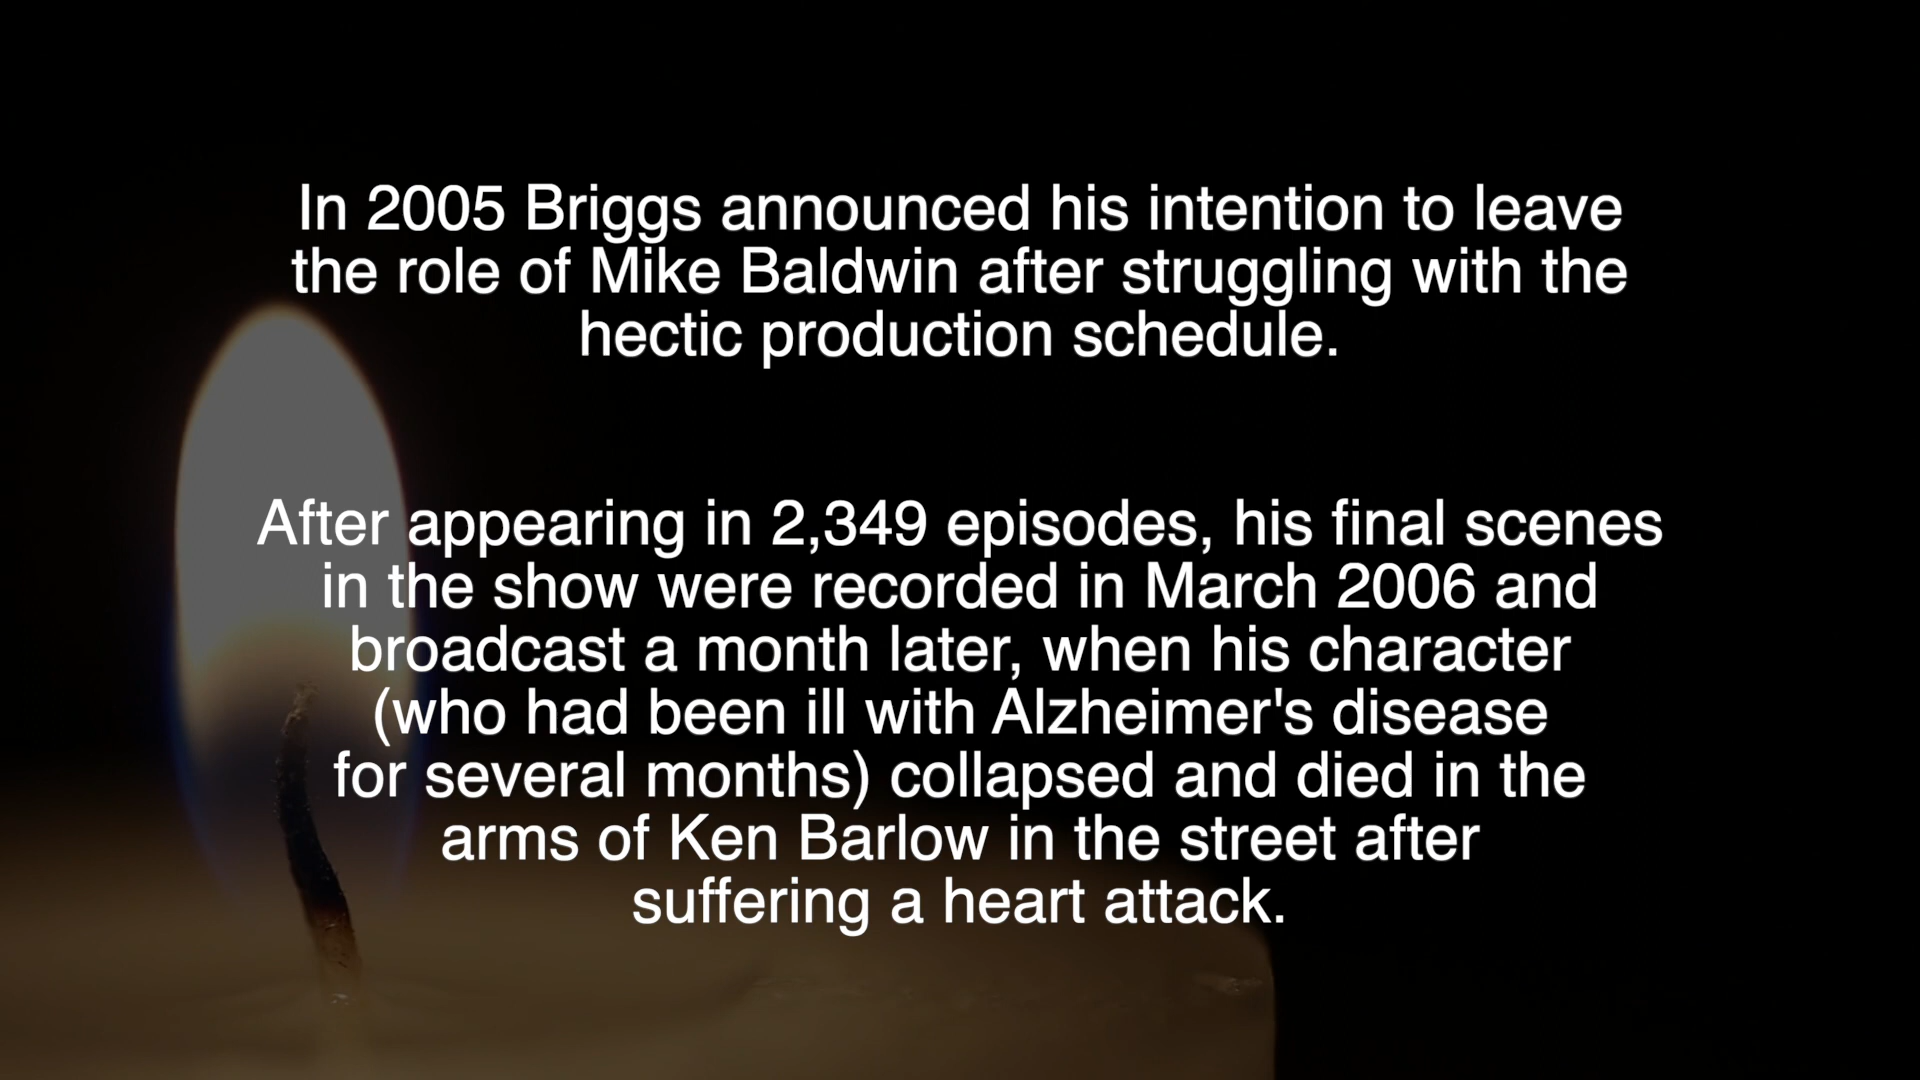 In 2005 Briggs announced his intention to leave
the role of Mike Baldwin after struggling with the
hectic production schedule.
After appearing in 2,349 episodes, his final scenes
in the show were recorded in March 2006 and
broadcast a month later, when his character
(who had been ill with Alzheimer's disease
for several months) collapsed and died in the
arms of Ken Barlow in the street after
suffering a heart attack.